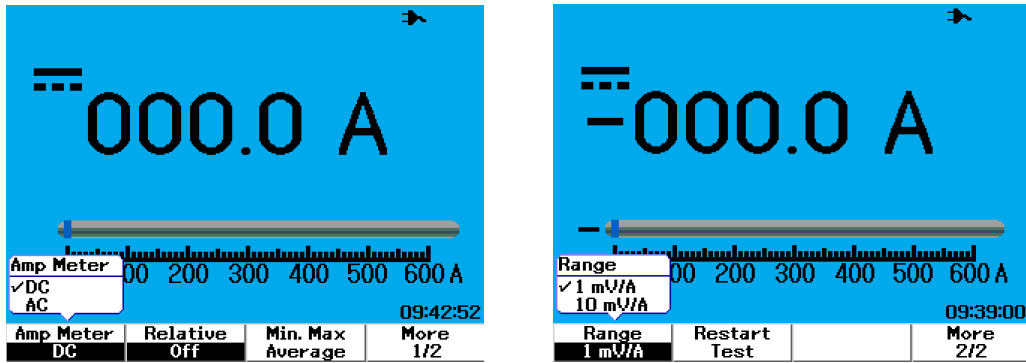 000.0 A
00 200 300 400 500 600 A
Amp Meter
✓DC
AC
09:42:52
Amp Meter Relative Min. Max More
DC Off Average 1/2
-000.0 A
00 200 300 400 500 600 A
Range
✓1 mV/A
10 mV/A
09:39:00
Range Restart More
1 mV/A Test 2/2